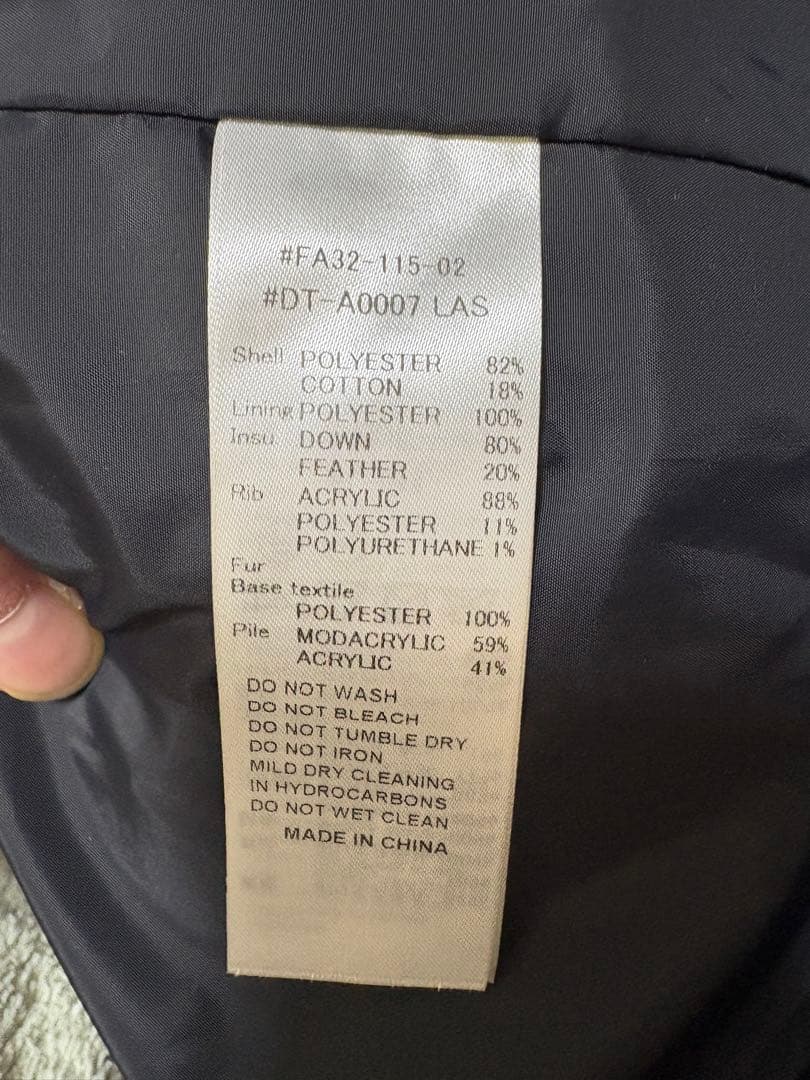 #FA32-115-02
#DT-A0007 LAS
Shell POLYESTER 82%
COTTON 18%
Lining POLYESTER 100%
Insu. DOWN 80%
FEATHER 20%
Rib ACRYLIC 88%
POLYESTER 11%
POLYURETHANE 1%
Fur
Base textile
POLYESTER 100%
Pile MODACRYLIC 59%
ACRYLIC 41%
DO NOT WASH
DO NOT BLEACH
DO NOT TUMBLE DRY
DO NOT IRON
MILD DRY CLEANING
IN HYDROCARBONS
DO NOT WET CLEAN
MADE IN CHINA